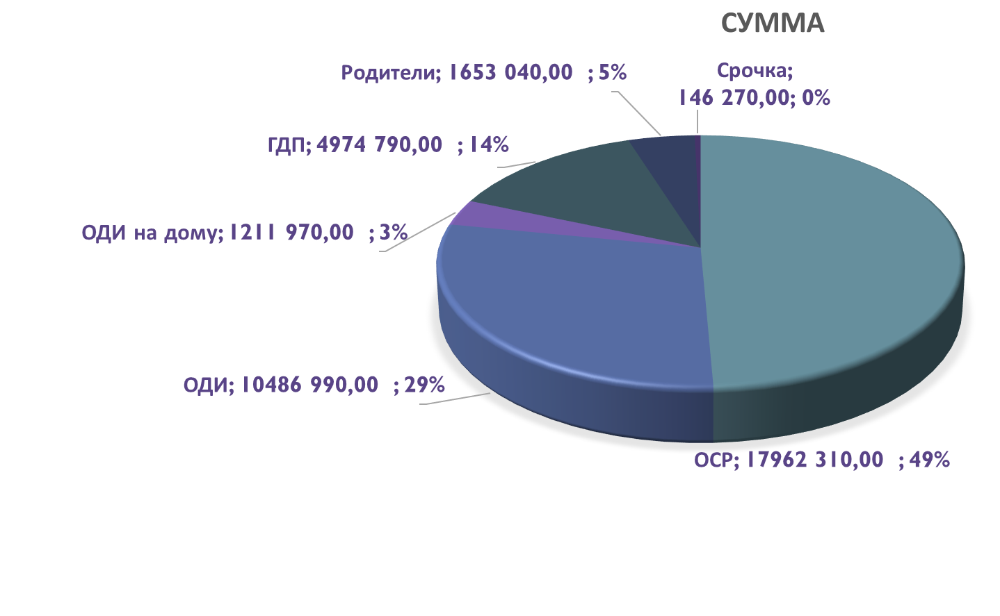 СУММА
Родители; 1653 040,00 ; 5%
Срочка;
146 270,00; 0%
ГДП; 4974 790,00 ; 14%
ОДИ на дому; 1211 970,00 ; 3%
ОДИ; 10486 990,00 ; 29%
ОСР; 17962 310,00 ; 49%